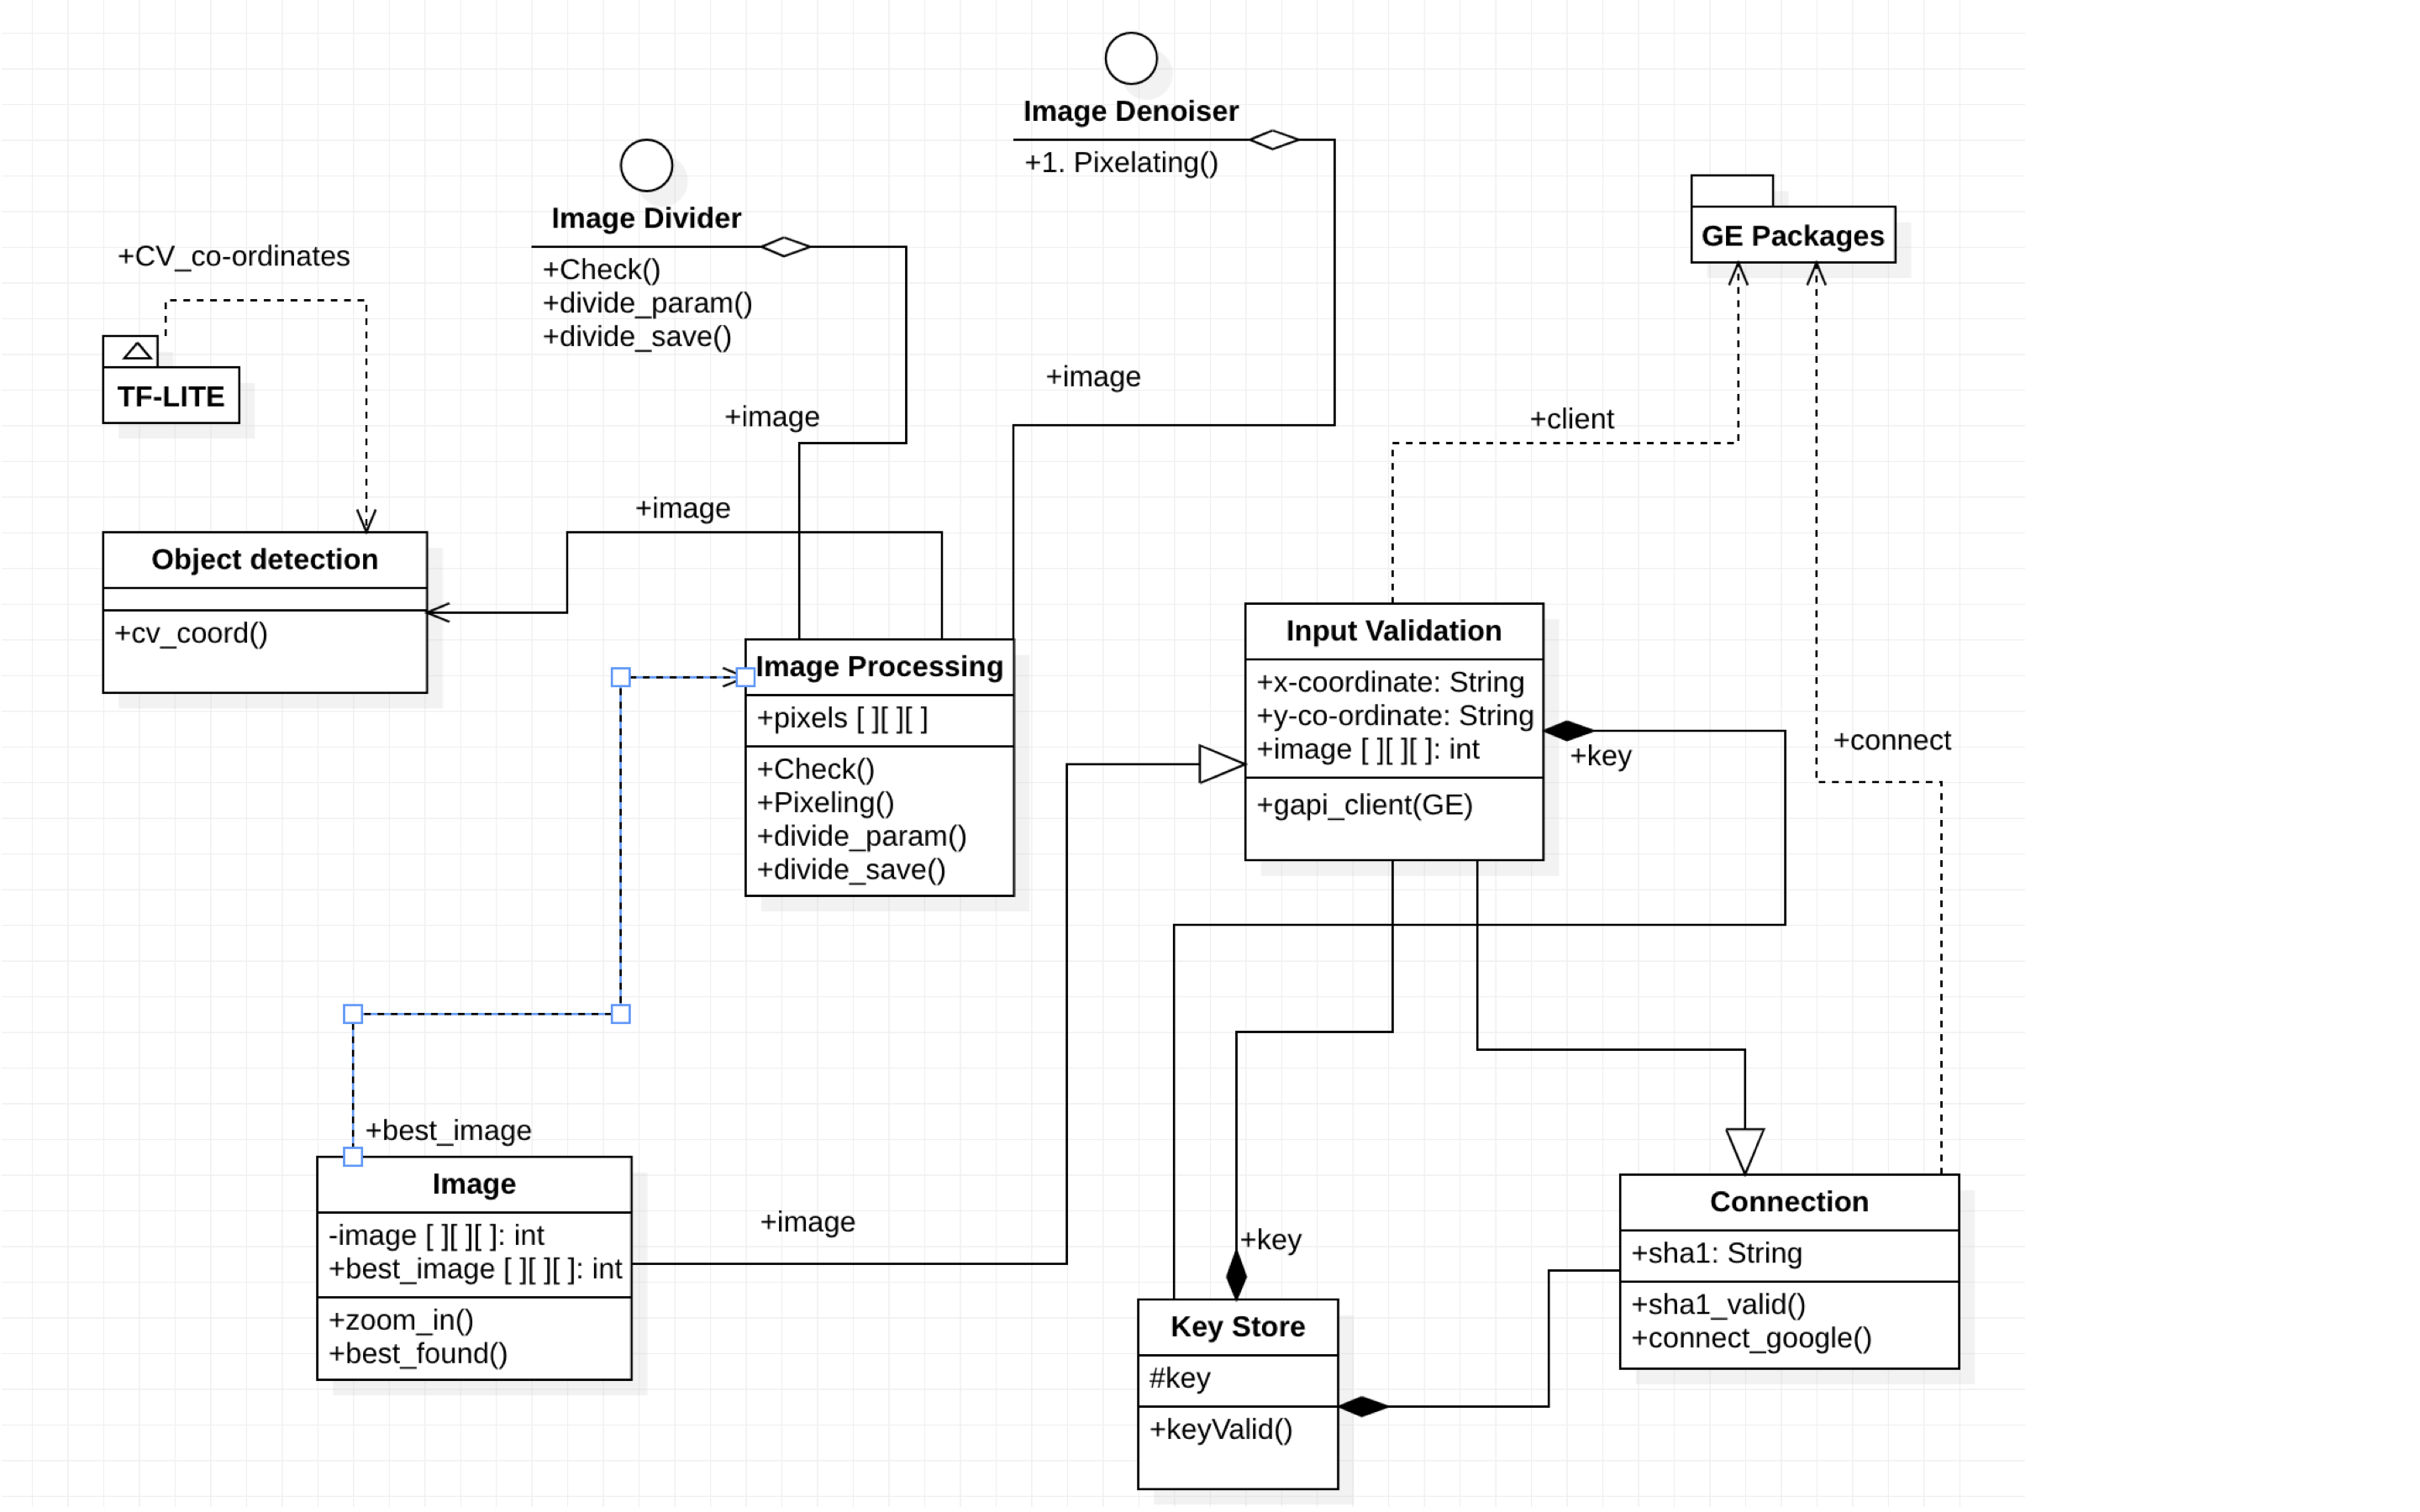 Image Denoiser
+1. Pixelating()
Image Divider
+Check()
+divide_param()
+divide_save()
GE Packages
+CV_co-ordinates
TF-LITE
+image
+image
+client
+image
Object detection
+cv_coord()
Image Processing
+pixels [ ][ ][ ]
+Check()
+Pixeling()
+divide_param()
+divide_save()
Input Validation
+x-coordinate: String
+y-co-ordinate: String
+image [ ][ ][ ]: int
+gapi_client(GE)
+key
+connect
+best_image
Image
-image [ ][ ][ ]: int
+best_image [ ][ ][ ]: int
+zoom_in()
+best_found()
+image
+key
Key Store
#key
+keyValid()
Connection
+sha1: String
+sha1_valid()
+connect_google()